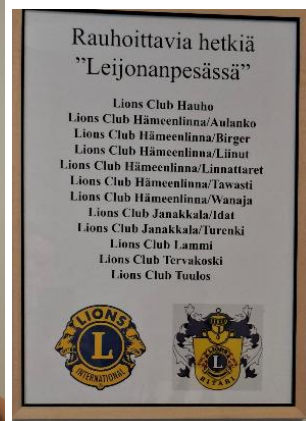 Rauhoittavia hetkiä
”Leijonanpesässä”
Lions Club Hauho
Lions Club Hämeenlinna/Aulanko
Lions Club Hämeenlinna/Birger
Lions Club Hämeenlinna/Liinut
Lions Club Hämeenlinna/Linnattaret
Lions Club Hämeenlinna/Tawasti
Lions Club Hämeenlinna/Wanaja
Lions Club Janakkala/Idat
Lions Club Janakkala/Turenki
Lions Club Lammi
Lions Club Tervakoski
Lions Club Tuulos
LIONS
L
INTERNATIONAL
LIONS
RITARI